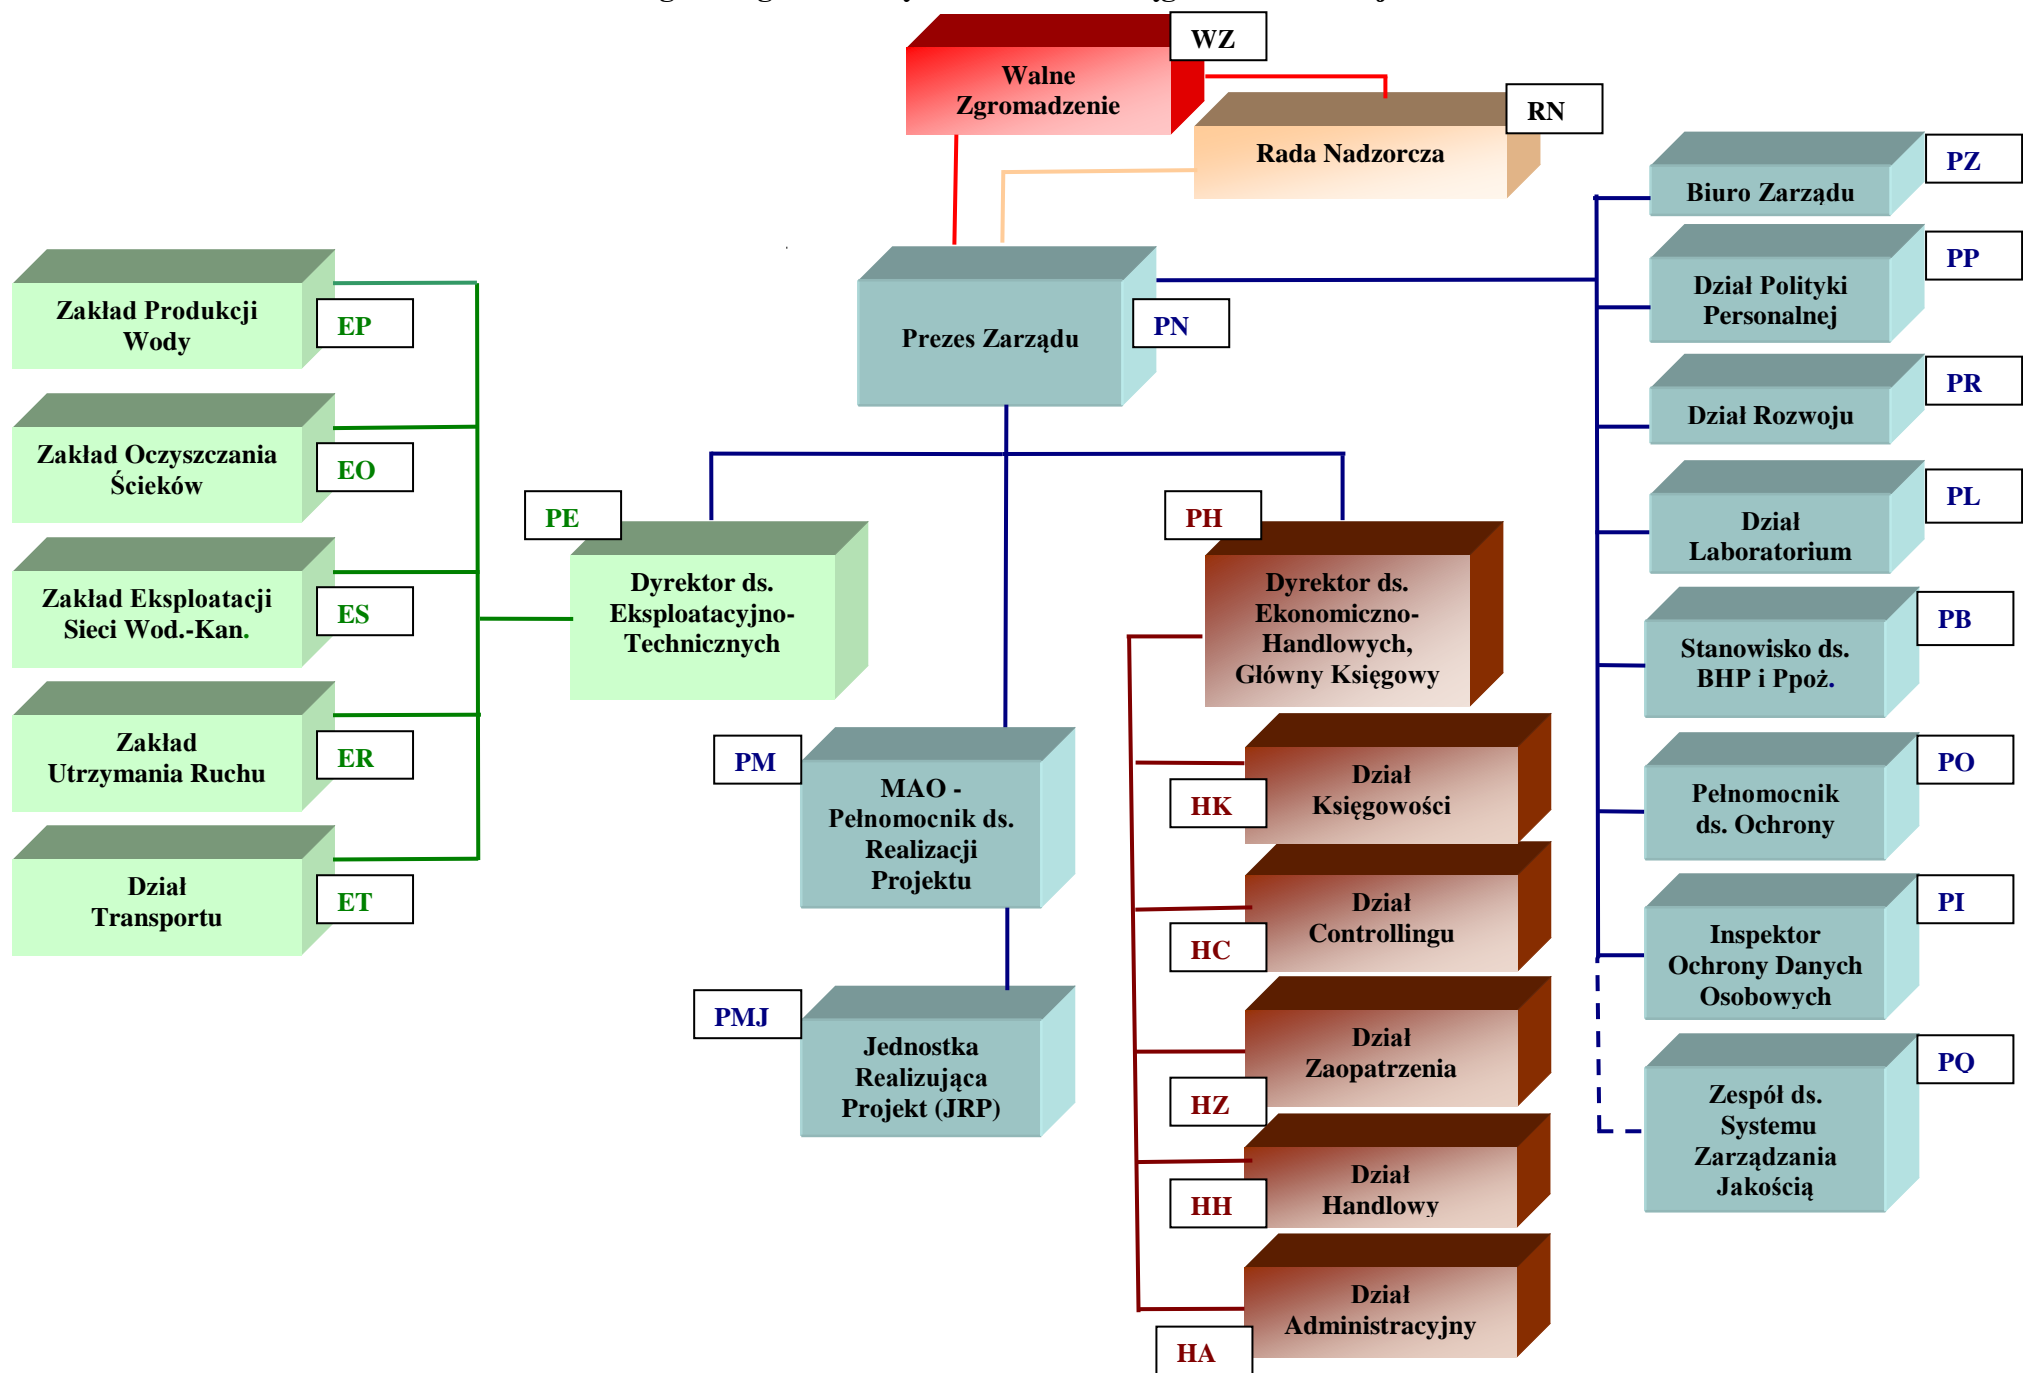 WZ
Walne
Zgromadzenie
RN
Rada Nadzorcza
Prezes Zarządu
PN
PZ
Biuro Zarządu
PP
Dział Polityki
Personalnej
PR
Dział Rozwoju
PL
Dział
Laboratorium
PB
Stanowisko ds.
BHP i Ppoż.
PO
Pełnomocnik
ds. Ochrony
PI
Inspektor
Ochrony Danych
Osobowych
PQ
Zespół ds.
Systemu
Zarządzania
Jakością
Zakład Produkcji
Wody
EP
Zakład Oczyszczania
Ścieków
EO
Zakład Eksploatacji
Sieci Wod.-Kan.
ES
Zakład
Utrzymania Ruchu
ER
Dział
Transportu
ET
PE
Dyrektor ds.
Eksploatacyjno-
Technicznych
PM
MAO -
Pełnomocnik ds.
Realizacji
Projektu
PMJ
Jednostka
Realizująca
Projekt (JRP)
PH
Dyrektor ds.
Ekonomiczno-
Handlowych,
Główny Księgowy
Dział
Księgowości
HK
Dział
Controllingu
HC
Dział
Zaopatrzenia
HZ
Dział
Handlowy
HH
Dział
Administracyjny
HA